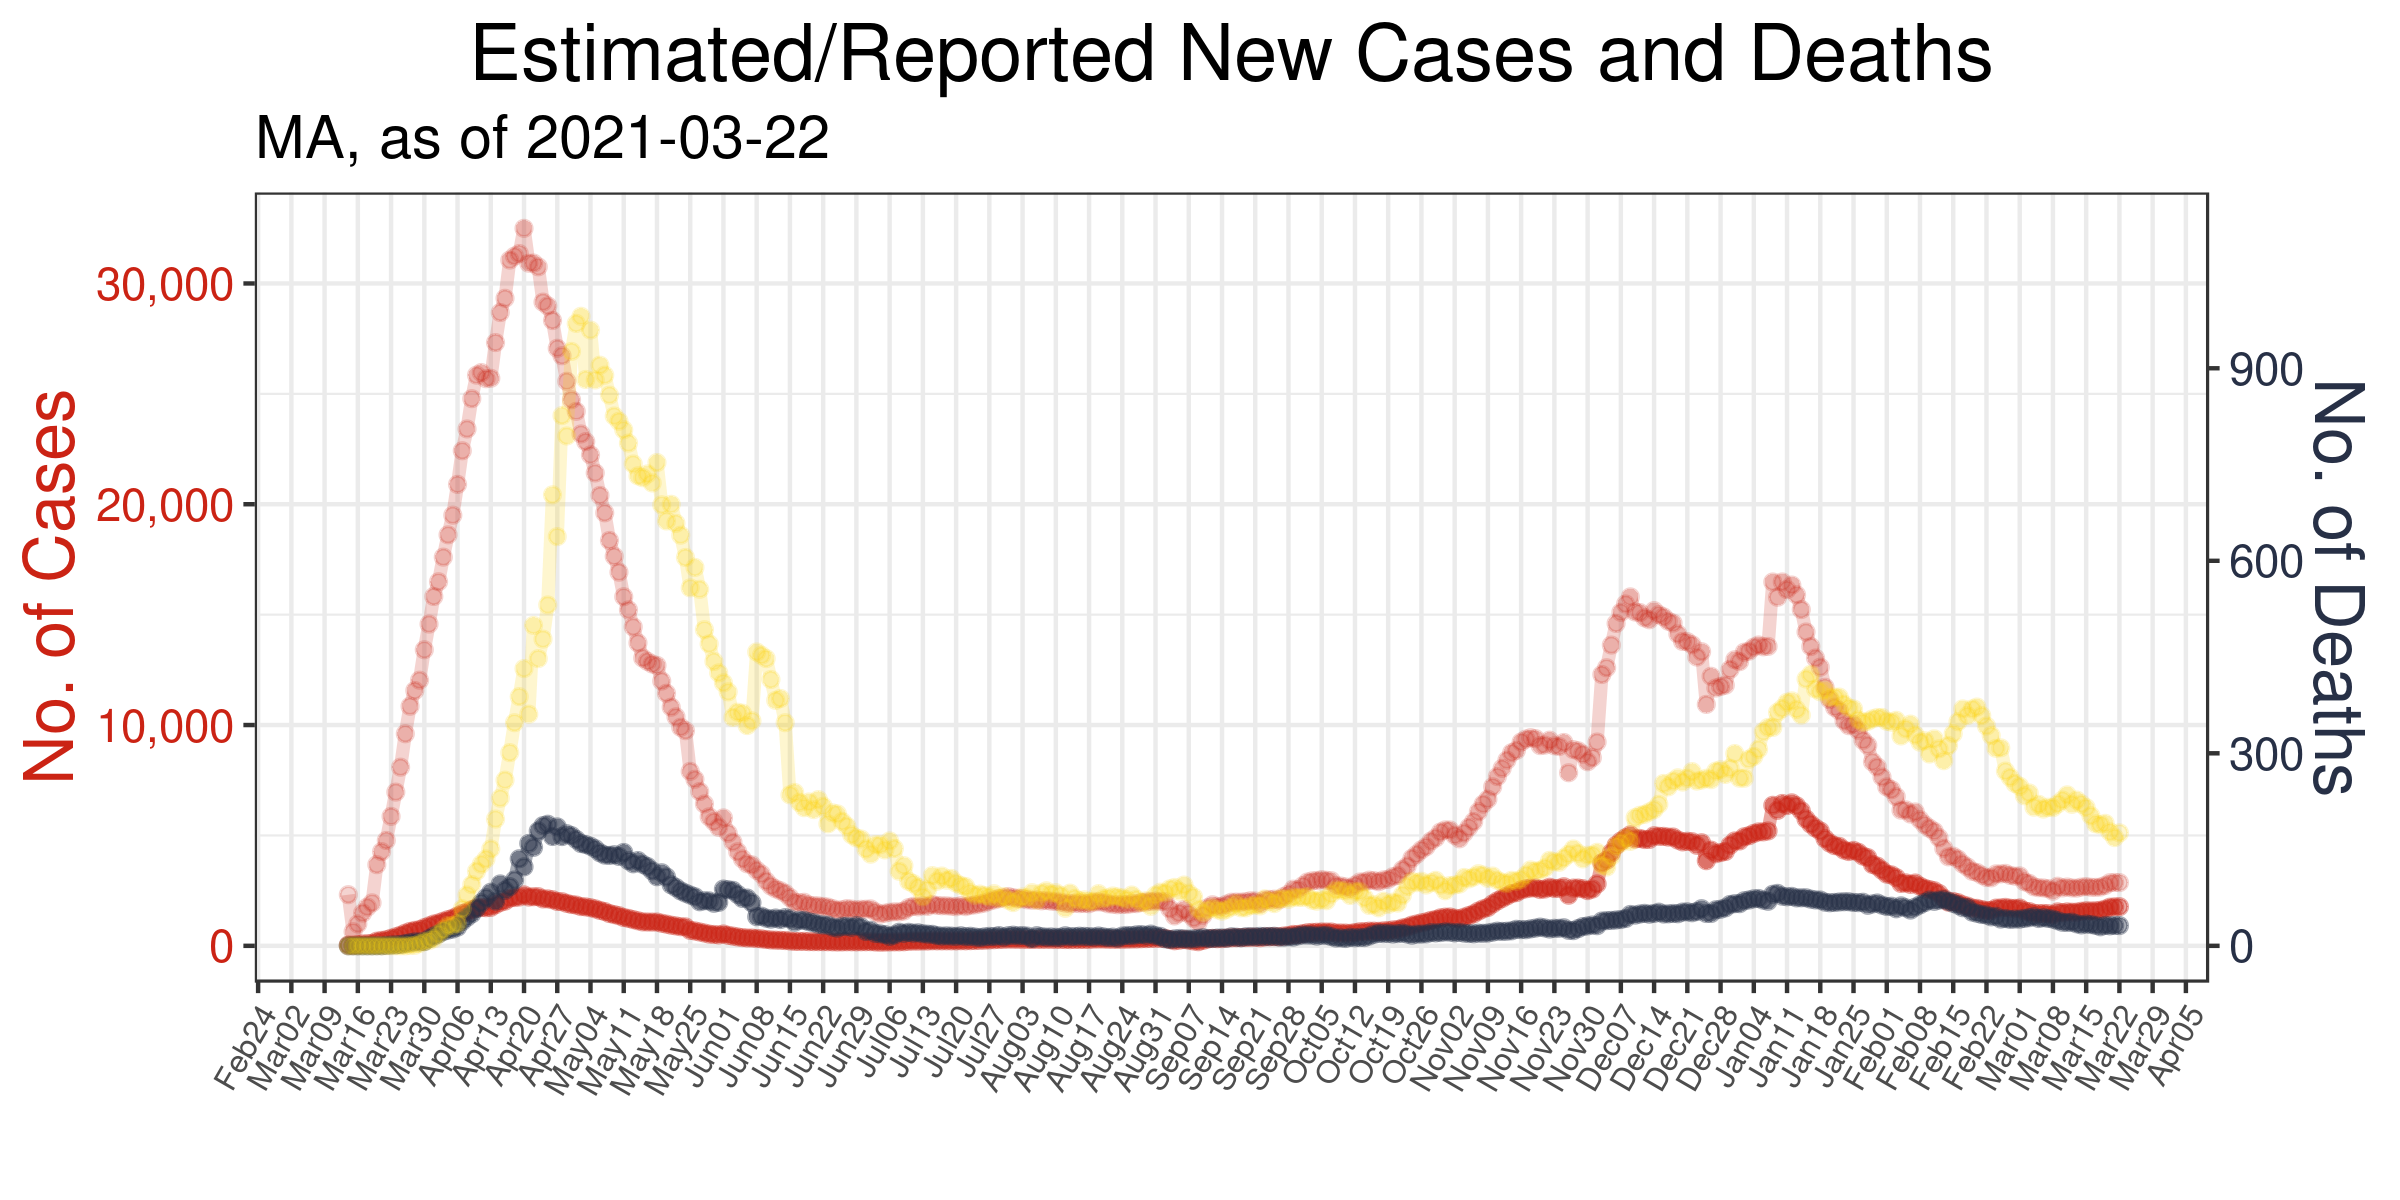 Estimated/Reported New Cases and Deaths
MA, as of 2021-03-22
No. of Cases
30,000
20,000
10,000
0
900
600
300
0
No. of Deaths
Feb24
Mar02
Mar09
Mar16
Mar23
Mar30
Apr06
Apr13
Apr20
Apr27
May04
May11
May18
May25
Jun01
Jun08
Jun15
Jun22
Jun29
Jul06
Jul13
Jul20
Jul27
Aug03
Aug10
Aug17
Aug24
Aug31
Sep07
Sep14
Sep21
Sep28
Oct05
Oct12
Oct19
Oct26
Nov02
Nov09
Nov16
Nov23
Nov30
Dec07
Dec14
Dec21
Dec28
Jan04
Jan11
Jan18
Jan25
Feb01
Feb08
Feb15
Feb22
Mar01
Mar08
Mar15
Mar22
Mar29
Apr05